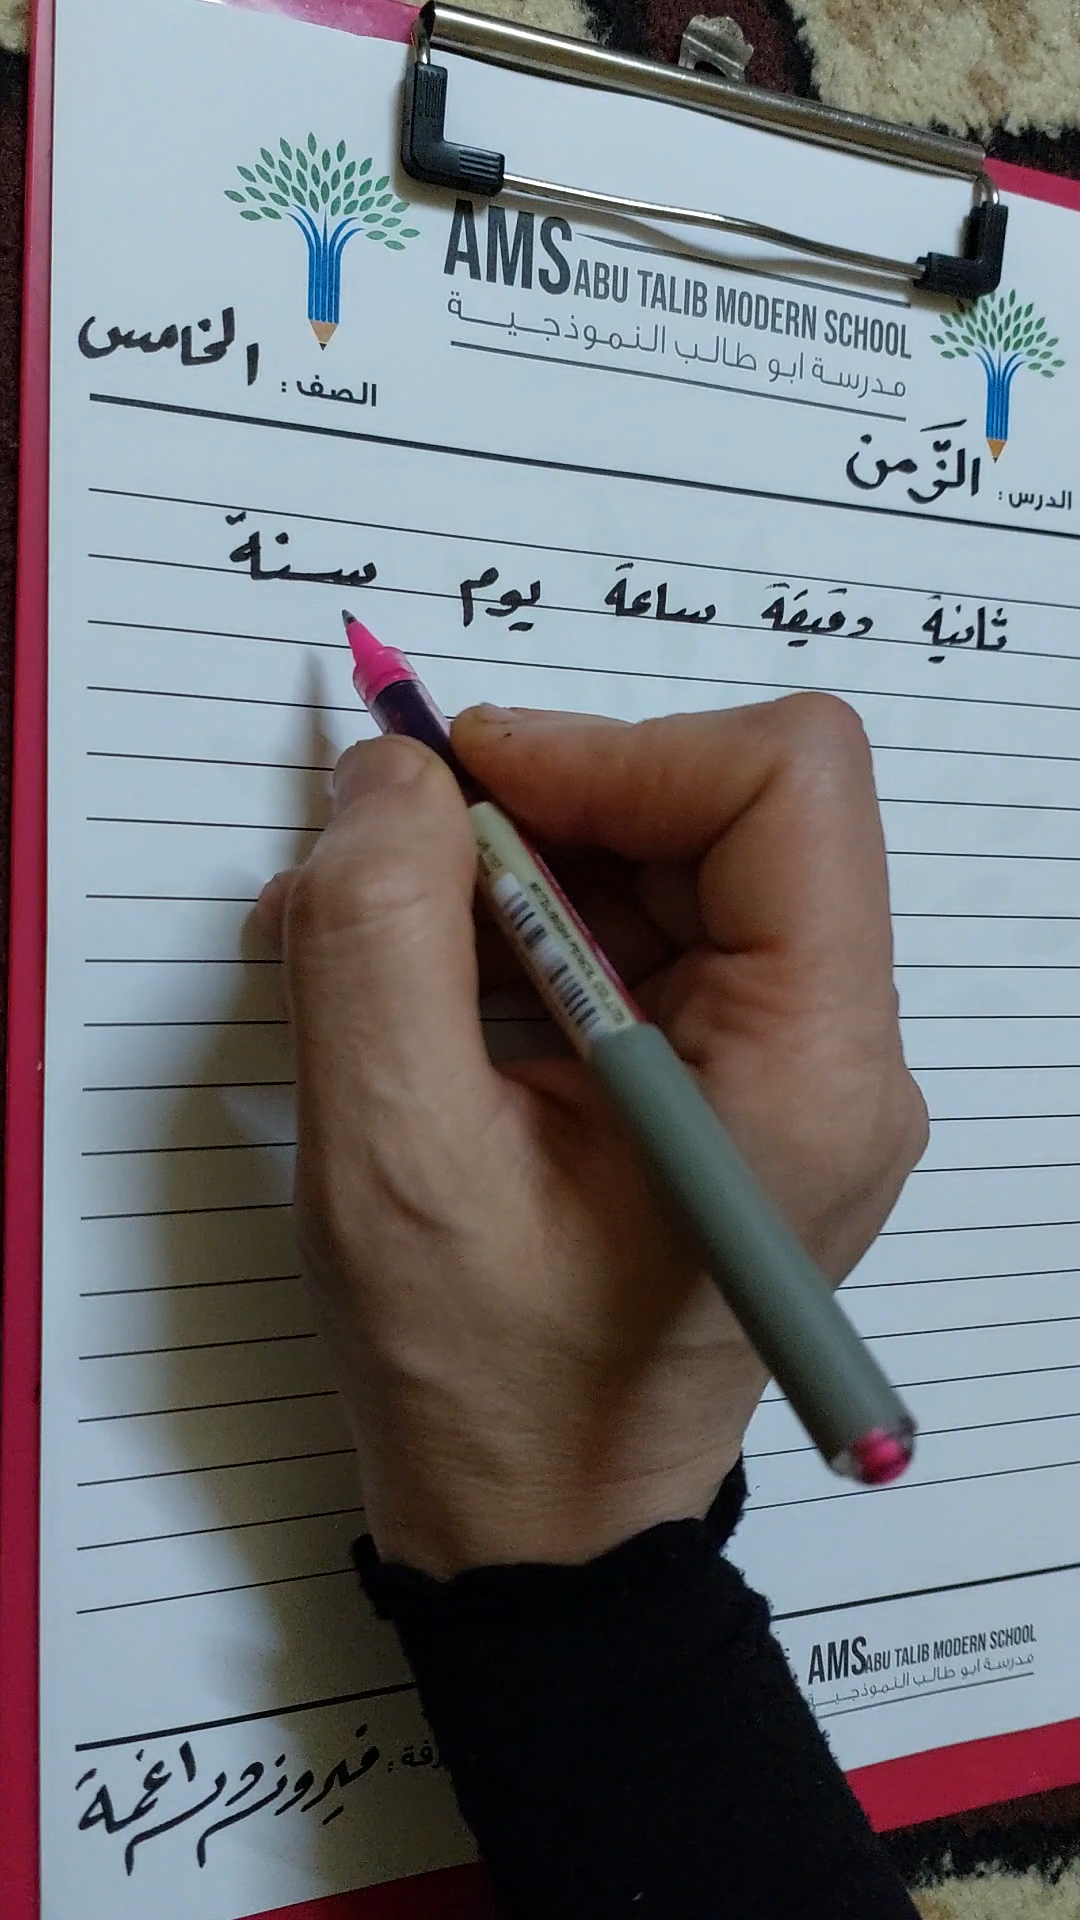 AMS ABU TALIB MODERN SCHOOL
مدرسة ابو طالب النموذجية
الصف: الخامس
الدرس: الزَّمن
ثانية دقيقة ساعة يوم سنة
AMS ABU TALIB MODERN SCHOOL
مدرسة ابو طالب النموذجية
فيروز دراغمة